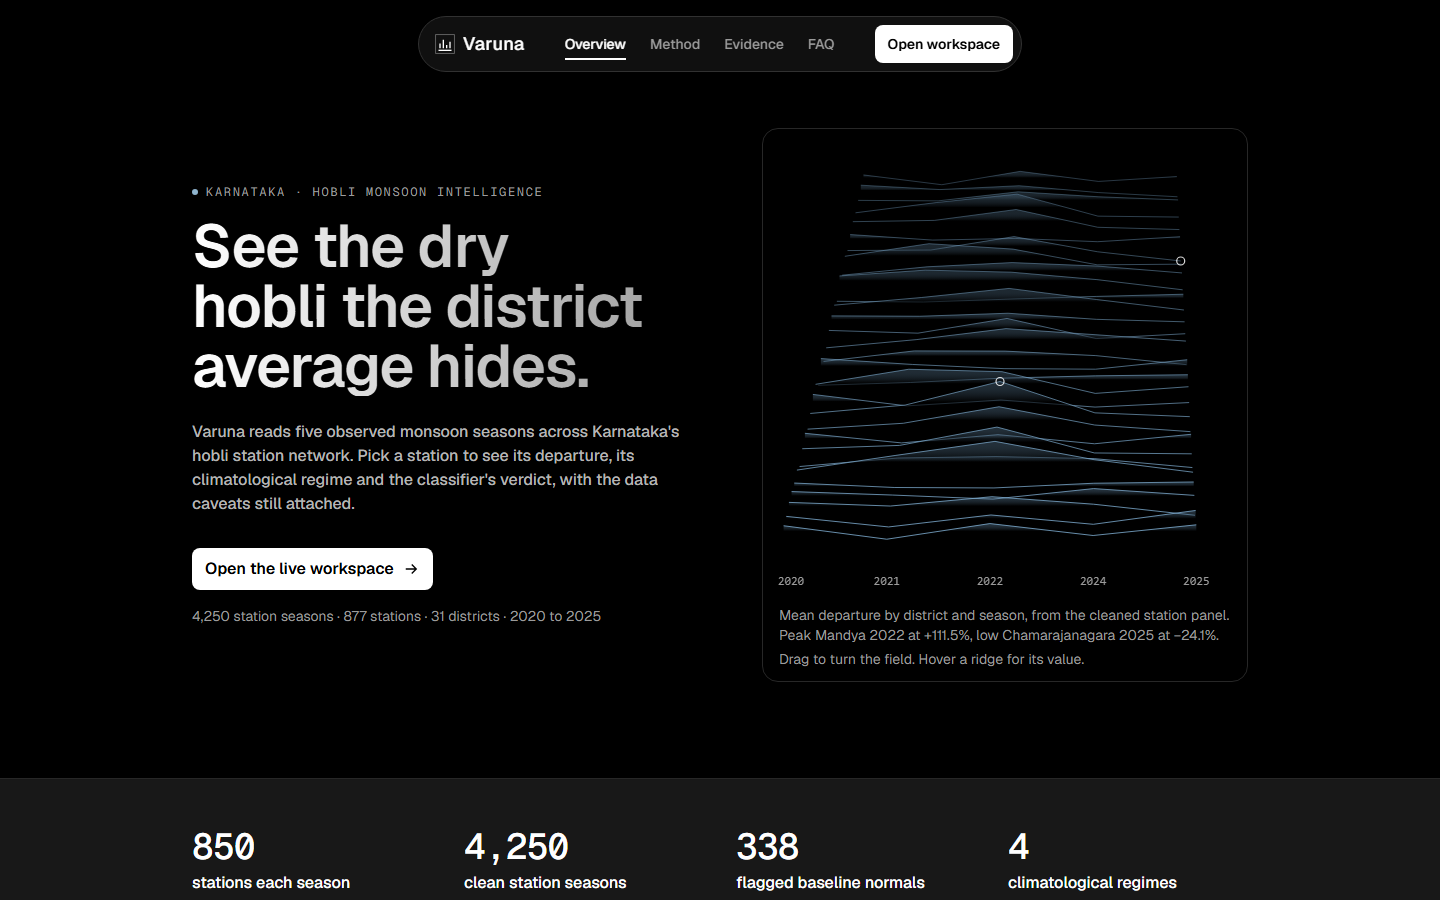 Varuna
Overview
Method
Evidence
FAQ
Open workspace
KARNATAKA · HOBLI MONSOON INTELLIGENCE
See the dry
hobli the district
average hides.
Varuna reads five observed monsoon seasons across Karnataka's
hobli station network. Pick a station to see its departure, its
climatological regime and the classifier's verdict, with the data
caveats still attached.
Open the live workspace →
4,250 station seasons · 877 stations · 31 districts · 2020 to 2025
2020 2021 2022 2024 2025
Mean departure by district and season, from the cleaned station panel.
Peak Mandya 2022 at +111.5%, low Chamarajanagara 2025 at −24.1%.
Drag to turn the field. Hover a ridge for its value.
850
stations each season
4,250
clean station seasons
338
flagged baseline normals
4
climatological regimes